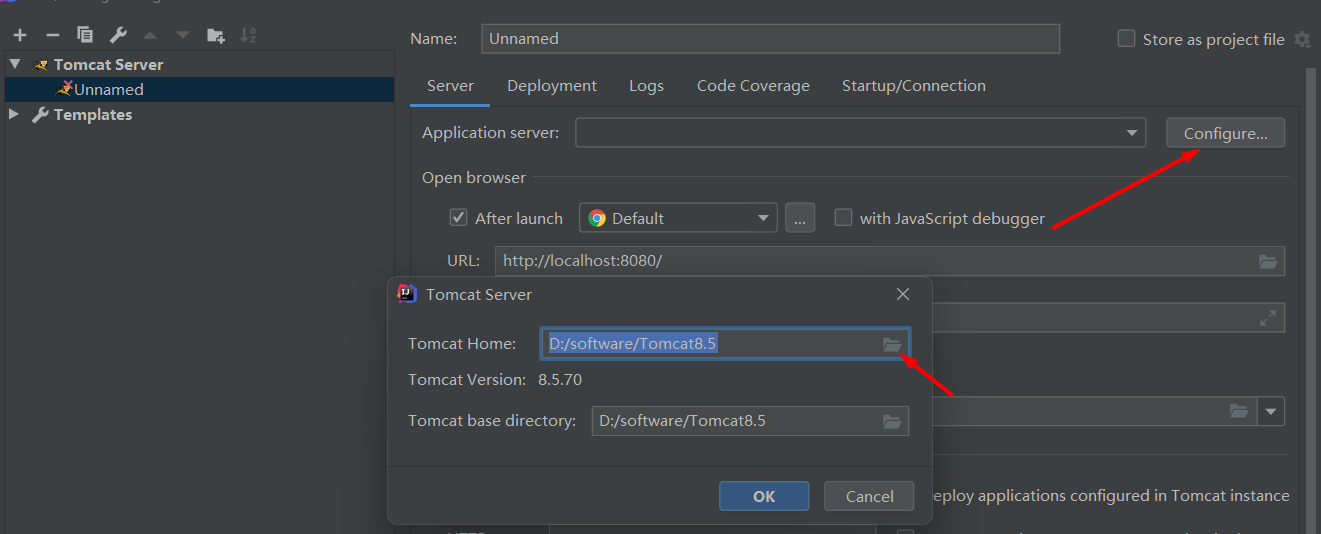 Name: Unnamed Store as project file
Tomcat Server
Unnamed
Templates
Server Deployment Logs Code Coverage Startup/Connection
Application server: Configure...
Open browser
After launch Default ... with JavaScript debugger
URL: http://localhost:8080/
Tomcat Server
Tomcat Home: D:/software/Tomcat8.5
Tomcat Version: 8.5.70
Tomcat base directory: D:/software/Tomcat8.5
OK Cancel
eploy applications configured in Tomcat instance